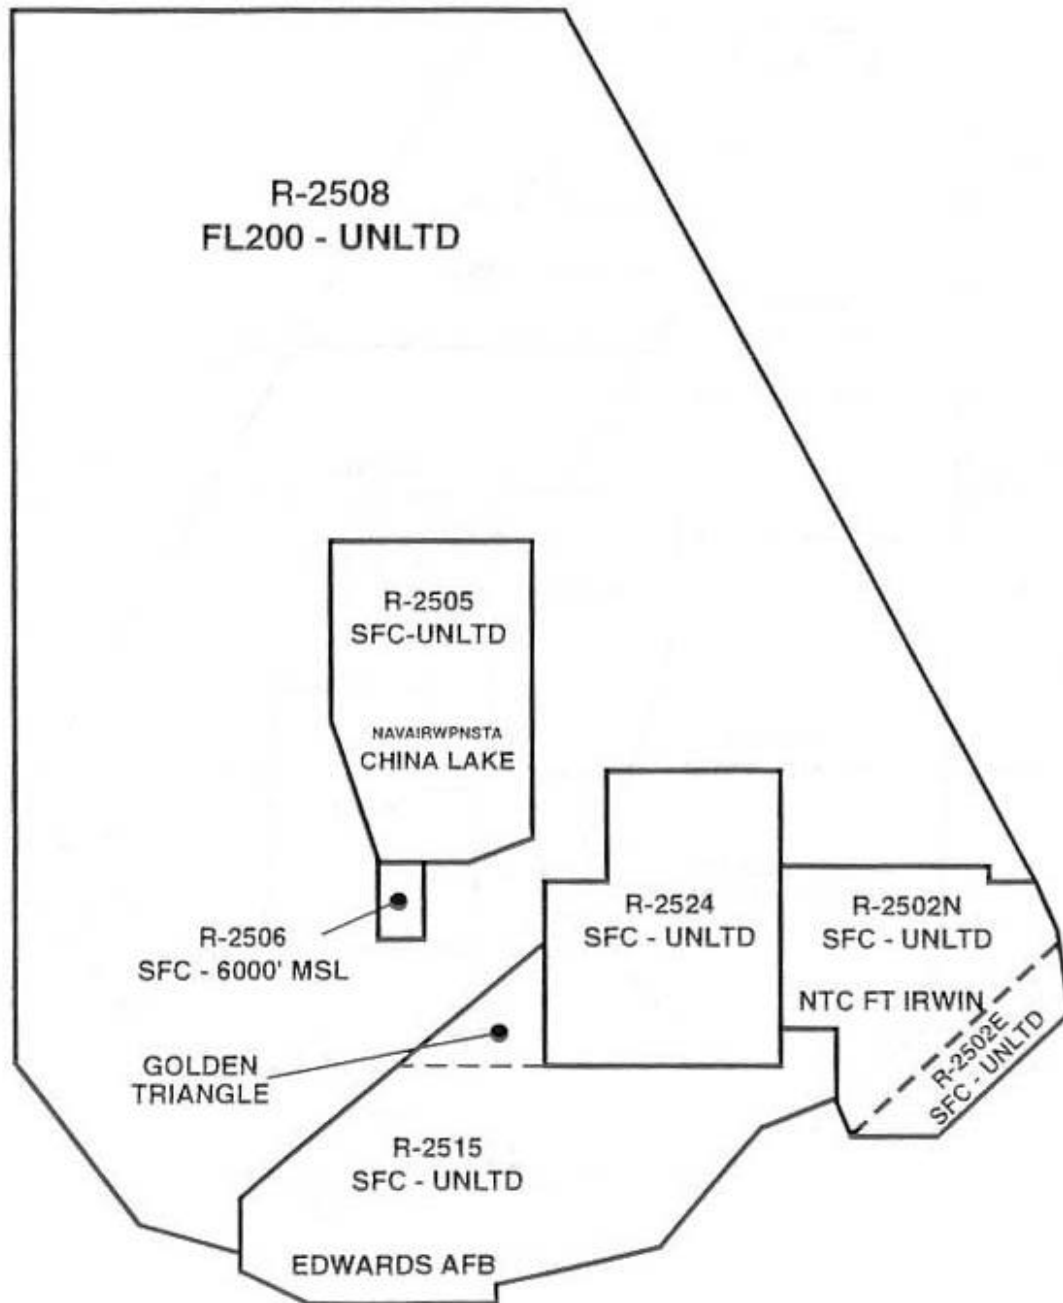 R-2508
FL200 - UNLTD
R-2505
SFC-UNLTD
NAVAIRWPNSTA
CHINA LAKE
R-2506
SFC - 6000' MSL
R-2524
SFC - UNLTD
R-2502N
SFC - UNLTD
NTC FT IRWIN
R-2502E
SFC - UNLTD
GOLDEN
TRIANGLE
R-2515
SFC - UNLTD
EDWARDS AFB